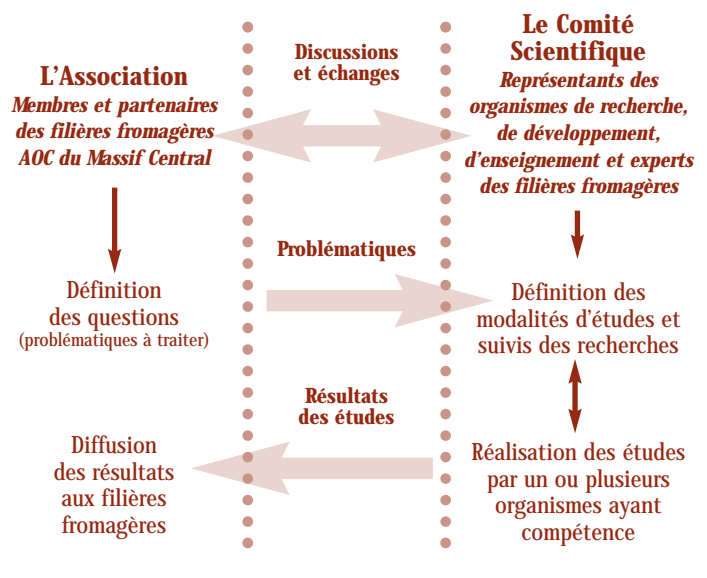 L'Association
Membres et partenaires
des filières fromagères
AOC du Massif Central
Discussions
et échanges
Le Comité
Scientifique
Représentants des
organismes de recherche,
de développement,
d'enseignement et experts
des filières fromagères
Définition
des questions
(problématiques à traiter)
Problématiques
Définition des
modalités d'études et
suivis des recherches
Résultats
des études
Diffusion
des résultats
aux filières
fromagères
Réalisation des études
par un ou plusieurs
organismes ayant
compétence